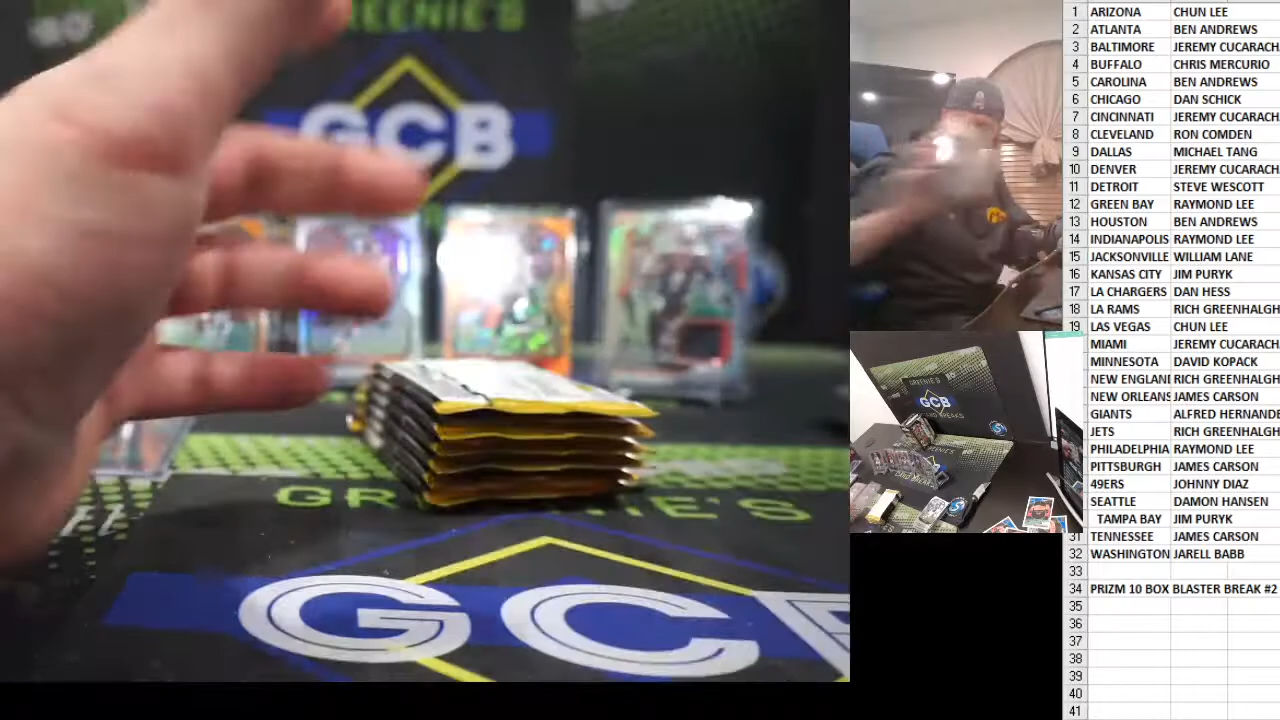 GREENIE'S
GCB
GREENIE'S
GCB
GREENIE'S
GCB
1 ARIZONA CHUN LEE
2 ATLANTA BEN ANDREWS
3 BALTIMORE JEREMY CUCARACH
4 BUFFALO CHRIS MERCURIO
5 CAROLINA BEN ANDREWS
6 CHICAGO DAN SCHICK
7 CINCINNATI JEREMY CUCARACH
8 CLEVELAND RON COMDEN
9 DALLAS MICHAEL TANG
10 DENVER JEREMY CUCARACH
11 DETROIT STEVE WESCOTT
12 GREEN BAY RAYMOND LEE
13 HOUSTON BEN ANDREWS
14 INDIANAPOLIS RAYMOND LEE
15 JACKSONVILLE WILLIAM LANE
16 KANSAS CITY JIM PURYK
17 LA CHARGERS DAN HESS
18 LA RAMS RICH GREENHALGH
19 LAS VEGAS CHUN LEE
MIAMI JEREMY CUCARACH
MINNESOTA DAVID KOPACK
NEW ENGLAND RICH GREENHALGH
NEW ORLEANS JAMES CARSON
GIANTS ALFRED HERNANDE
JETS RICH GREENHALGH
PHILADELPHIA RAYMOND LEE
PITTSBURGH JAMES CARSON
49ERS JOHNNY DIAZ
SEATTLE DAMON HANSEN
TAMPA BAY JIM PURYK
31 TENNESSEE JAMES CARSON
32 WASHINGTON JARELL BABB
33
34 PRIZM 10 BOX BLASTER BREAK #2
35
36
37
38
39
40
41